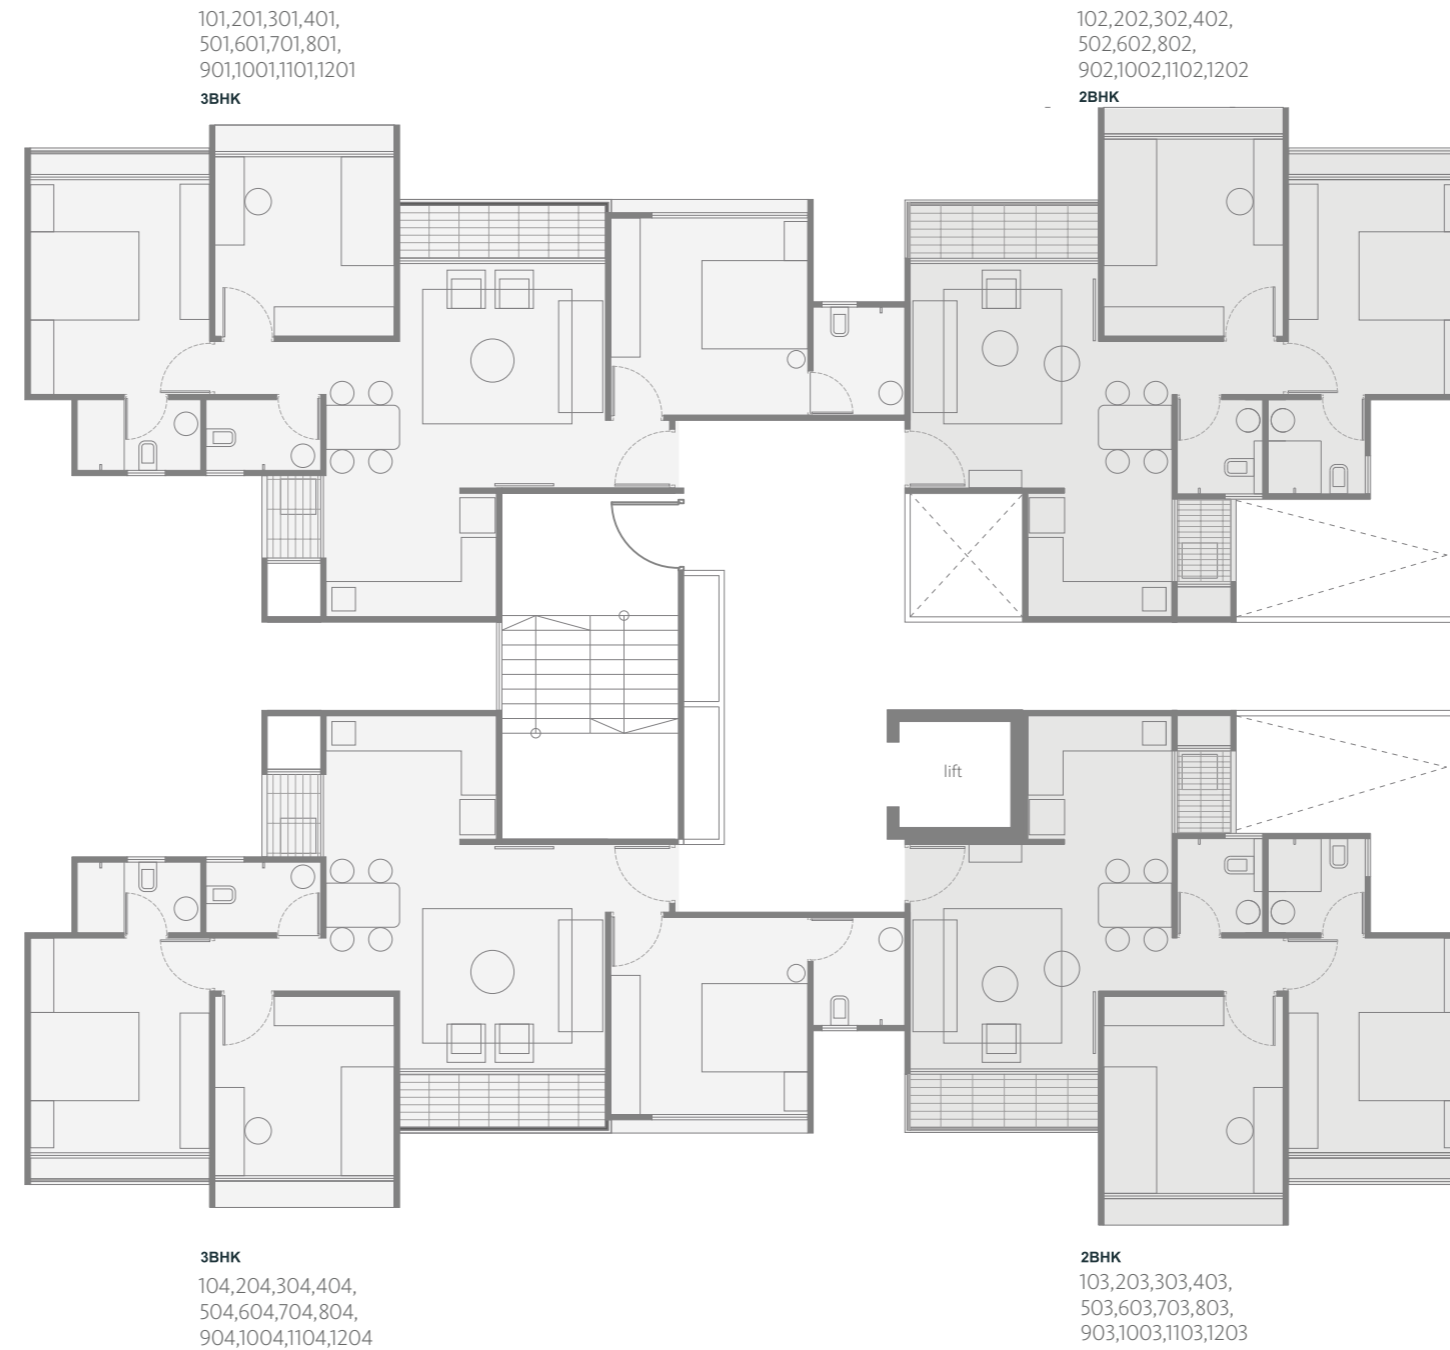 101,201,301,401,
501,601,701,801,
901,1001,1101,1201
3BHK
102,202,302,402,
502,602,802,
902,1002,1102,1202
2BHK
lift
3BHK
104,204,304,404,
504,604,704,804,
904,1004,1104,1204
2BHK
103,203,303,403,
503,603,703,803,
903,1003,1103,1203